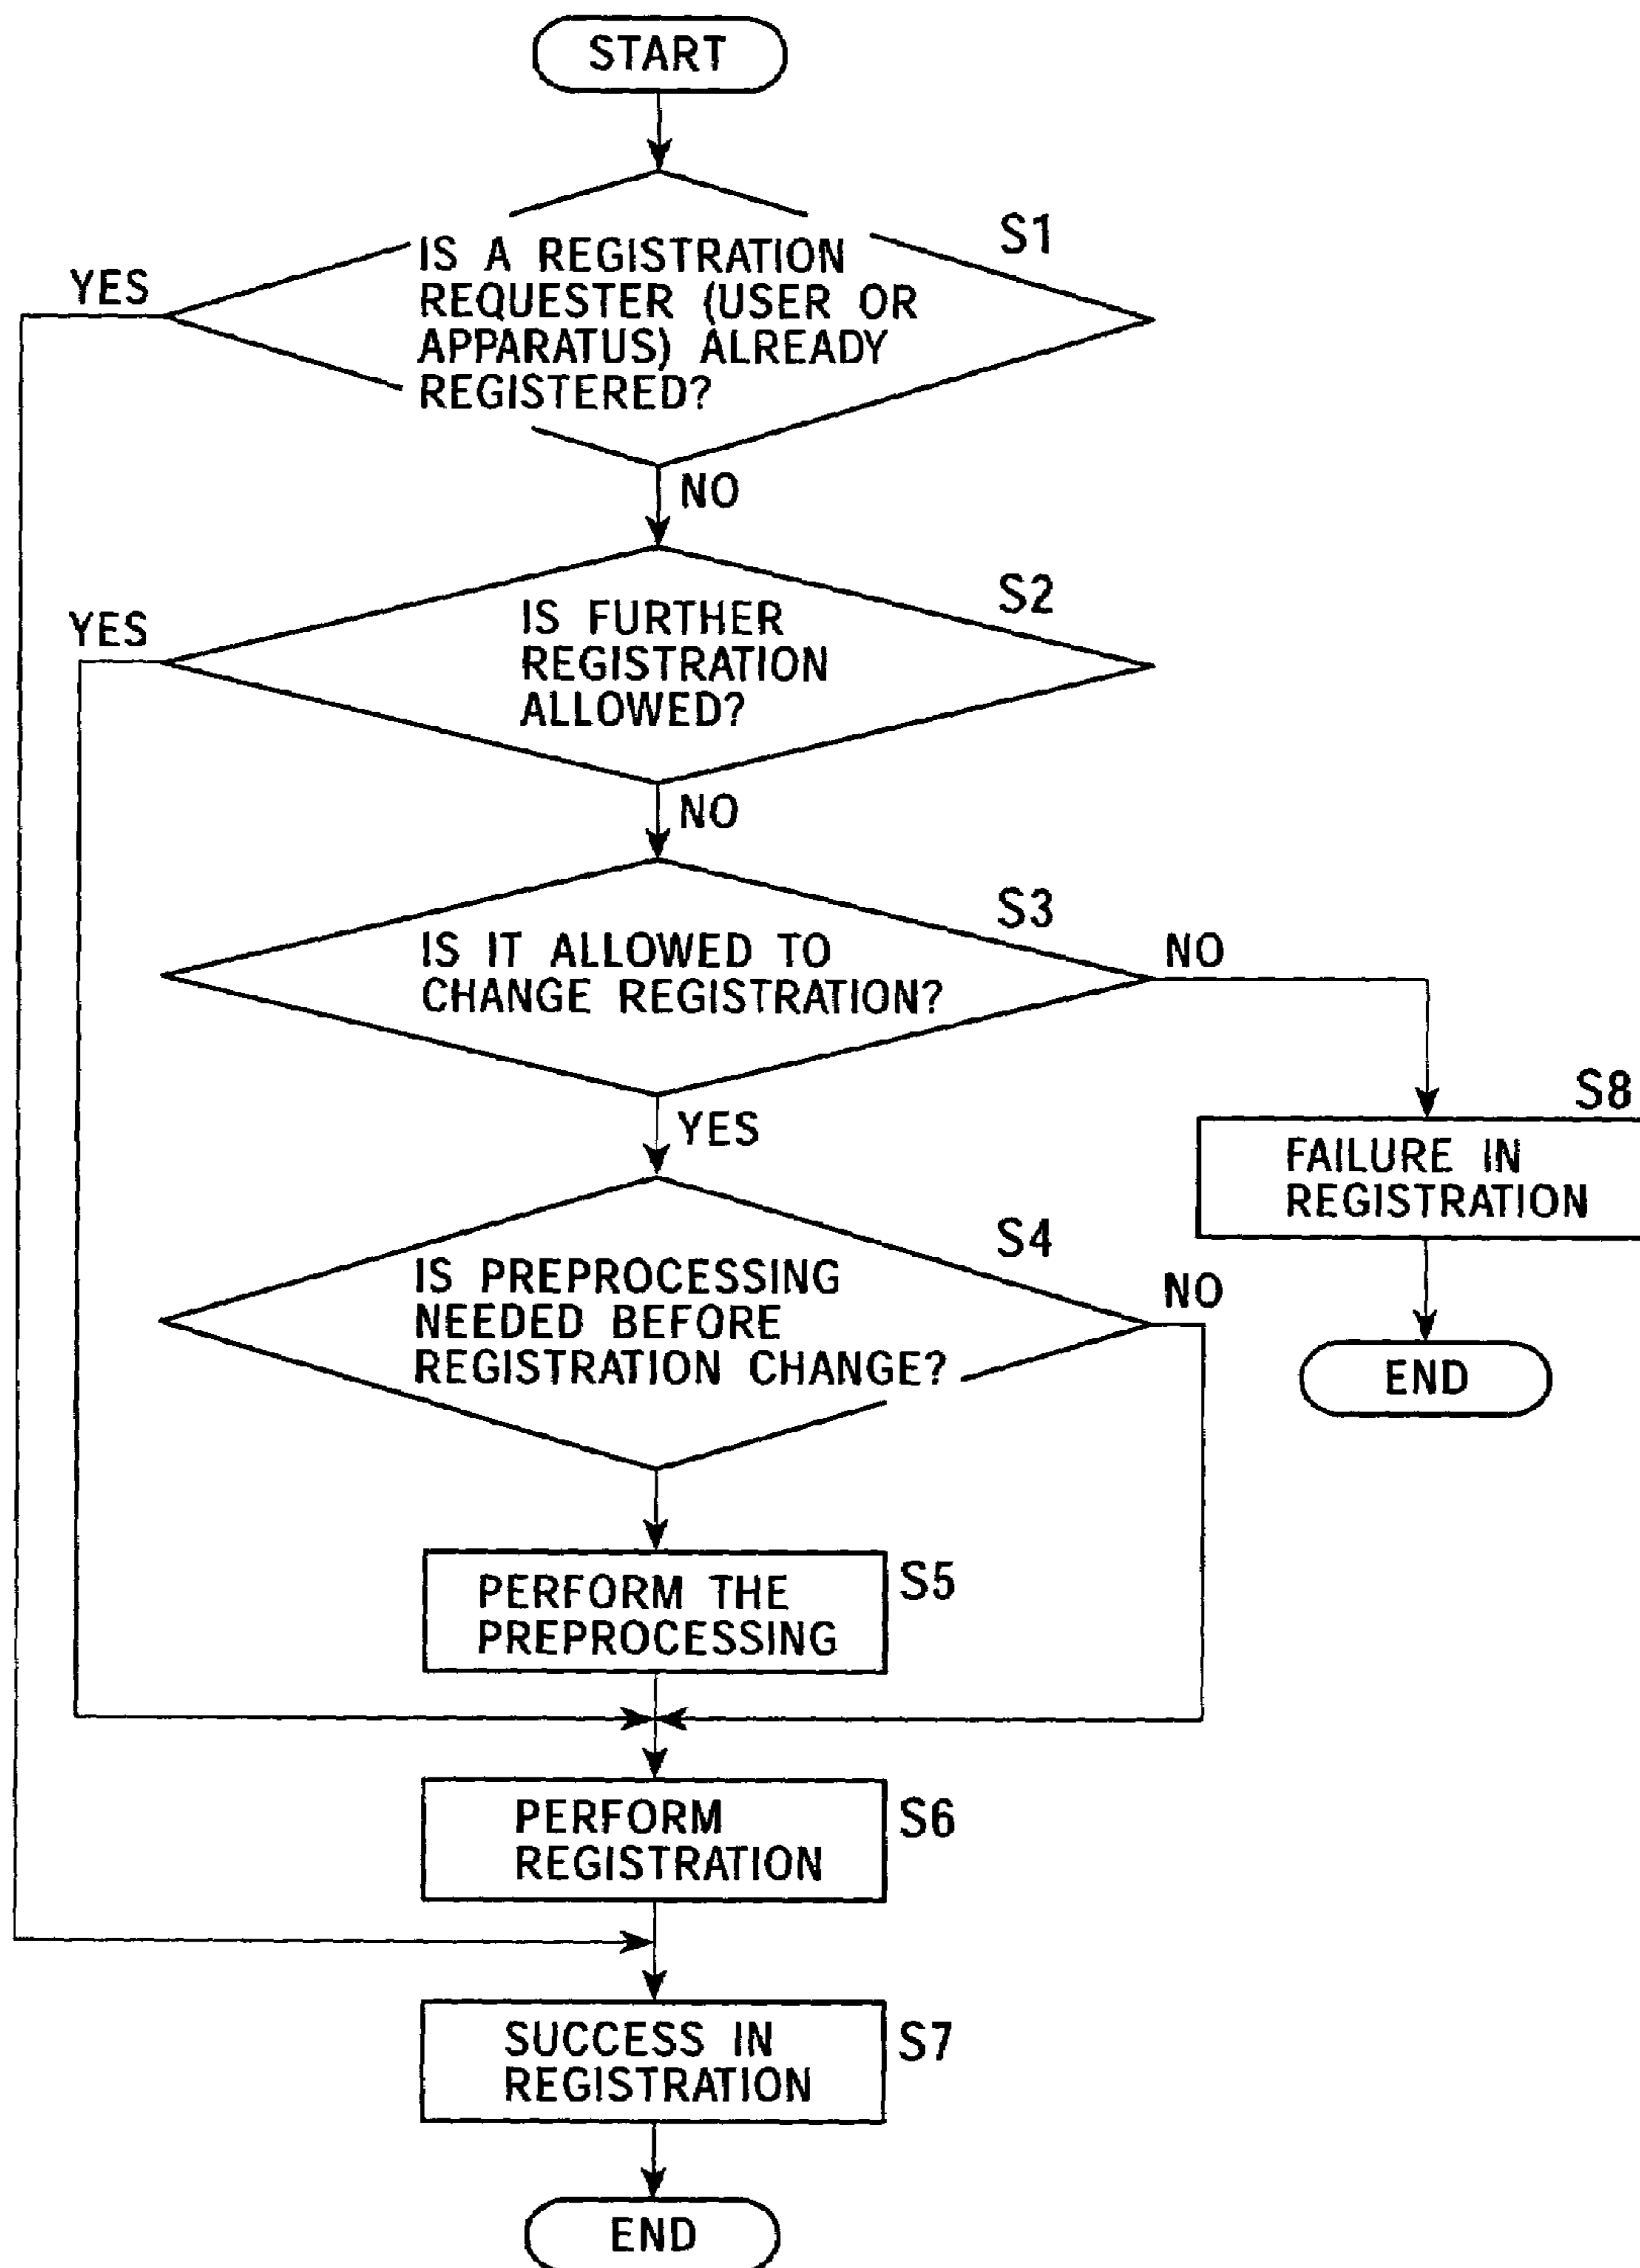 START
S1
IS A REGISTRATION
REQUESTER (USER OR
APPARATUS) ALREADY
REGISTERED?
YES
NO
S2
IS FURTHER
REGISTRATION
ALLOWED?
YES
NO
S3
IS IT ALLOWED TO
CHANGE REGISTRATION?
NO
YES
S8
FAILURE IN
REGISTRATION
END
S4
IS PREPROCESSING
NEEDED BEFORE
REGISTRATION CHANGE?
NO
PERFORM THE
PREPROCESSING
S5
PERFORM
REGISTRATION
S6
SUCCESS IN
REGISTRATION
S7
END